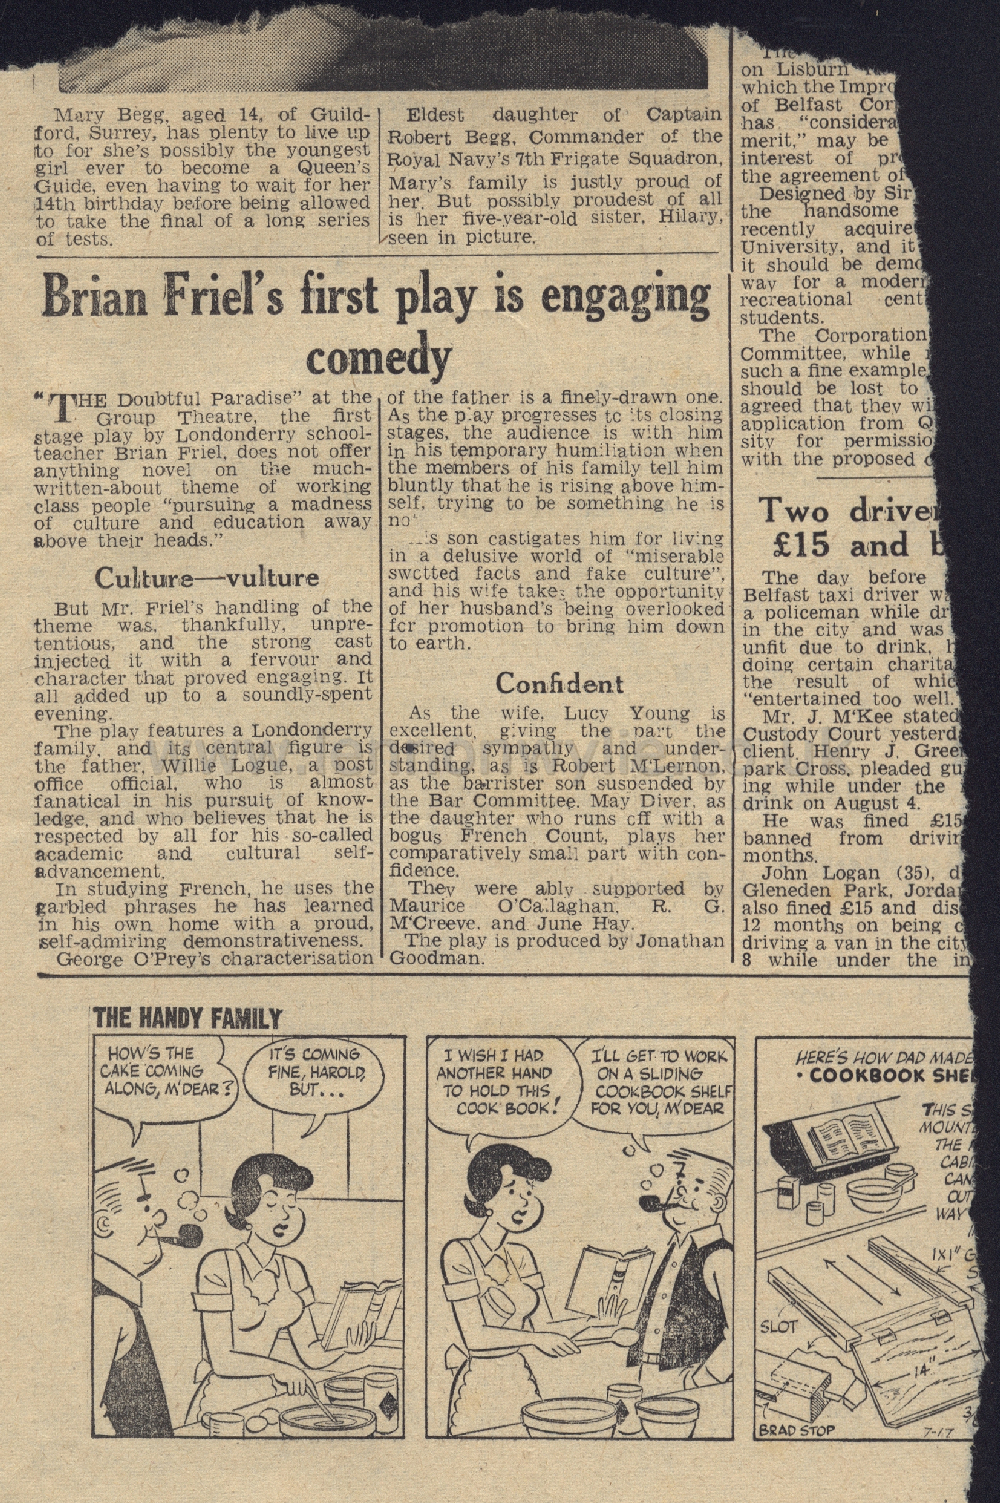 Mary Begg, aged 14, of Guild-
ford, Surrey, has plenty to live up
to for she's possibly the youngest
girl ever to become a Queen's
Guide, even having to wait for her
14th birthday before being allowed
to take the final of a long series
of tests.
Eldest daughter of Captain
Robert Begg, Commander of the
Royal Navy's 7th Frigate Squadron,
Mary's family is justly proud of
her. But possibly proudest of all
is her five-year-old sister, Hilary,
seen in picture.
Brian Friel's first play is engaging
comedy
"THE Doubtful Paradise" at the
Group Theatre, the first
stage play by Londonderry school-
teacher Brian Friel, does not offer
anything novel on the much-
written-about theme of working
class people "pursuing a madness
of culture and education away
above their heads."
Culture—vulture
But Mr. Friel's handling of the
theme was, thankfully, unpre-
tentious, and the strong cast
injected it with a fervour and
character that proved engaging. It
all added up to a soundly-spent
evening.
The play features a Londonderry
family, and its central figure is
the father, Willie Logue, a post
office official, who is almost
fanatical in his pursuit of know-
ledge, and who believes that he is
respected by all for his so-called
academic and cultural self-
advancement.
In studying French, he uses the
garbled phrases he has learned
in his own home with a proud,
self-admiring demonstrativeness.
George O'Prey's characterisation
of the father is a finely-drawn one.
As the play progresses to its closing
stages, the audience is with him
in his temporary humiliation when
the members of his family tell him
bluntly that he is rising above him-
self, trying to be something he is
no
s son castigates him for living
in a delusive world of "miserable
swotted facts and fake culture",
and his wife takes the opportunity
of her husband's being overlooked
for promotion to bring him down
to earth.
Confident
As the wife, Lucy Young is
excellent, giving the part the
desired sympathy and under-
standing, as is Robert M'Lernon,
as the barrister son suspended by
the Bar Committee. May Diver, as
the daughter who runs off with a
bogus French Count, plays her
comparatively small part with con-
fidence.
They were ably supported by
Maurice O'Callaghan, R. G.
M'Creeve, and June Hay.
The play is produced by Jonathan
Goodman.
on Lisburn
which the Impro
of Belfast Cor
has "considera
merit," may be
interest of pr
the agreement of
Designed by Sir
the handsome
recently acquire
University, and it
it should be demo
way for a modern
recreational cent
students.
The Corporation
Committee, while
such a fine example
should be lost to
agreed that they wi
application from Q
sity for permissio
with the proposed
Two drive
£15 and b
The day before
Belfast taxi driver w
a policeman while dr
in the city and was
unfit due to drink, h
doing certain charita
the result of whic
"entertained too well."
Mr. J. M'Kee stated
Custody Court yesterd
client, Henry J. Gree
park Cross, pleaded gu
ing while under the
drink on August 4.
He was fined £15
banned from drivin
months.
John Logan (35), d
Gleneden Park, Jorda
also fined £15 and dis
12 months on being c
driving a van in the city
8 while under the in
THE HANDY FAMILY
HOW'S THE
CAKE COMING
ALONG, M'DEAR?
IT'S COMING
FINE, HAROLD,
BUT...
I WISH I HAD
ANOTHER HAND
TO HOLD THIS
COOK BOOK!
I'LL GET TO WORK
ON A SLIDING
COOKBOOK SHELF
FOR YOU, M'DEAR
HERE'S HOW DAD MADE
• COOKBOOK SHE
THIS S
MOUNT
THE
CABI
CAN
OUT
WAY
1X1" G
SLOT
14"
BRAD STOP
7-17